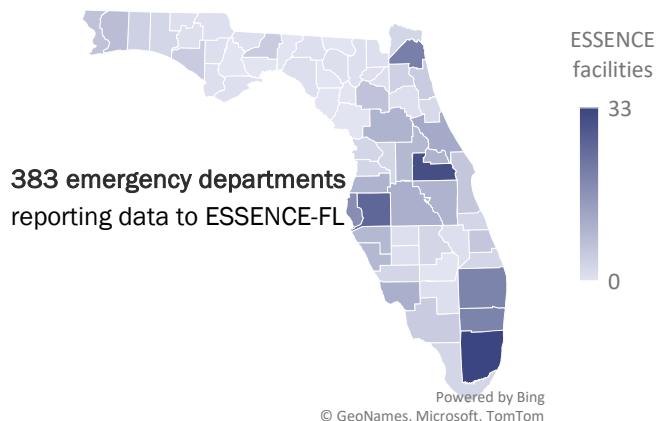 ESSENCE
facilities
33
383 emergency departments
reporting data to ESSENCE-FL
0
Powered by Bing
© GeoNames, Microsoft, TomTom